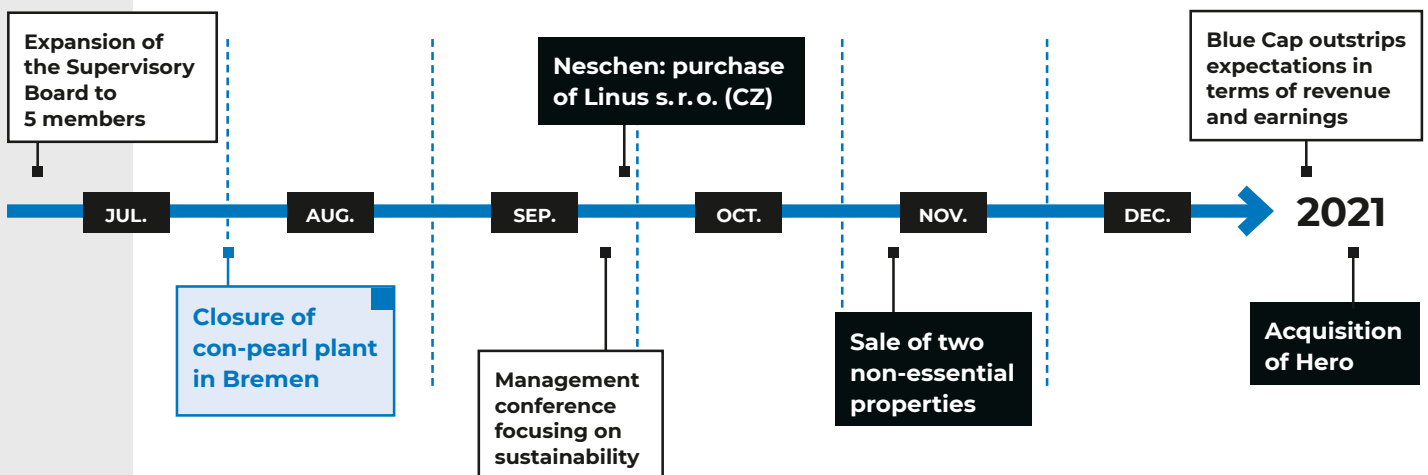 Expansion of
the Supervisory
Board to
5 members
Neschen: purchase
of Linus s. r. o. (CZ)
Blue Cap outstrips
expectations in
terms of revenue
and earnings
JUL.
AUG.
SEP.
OCT.
NOV.
DEC.
2021
Closure of
con-pearl plant
in Bremen
Management
conference
focusing on
sustainability
Sale of two
non-essential
properties
Acquisition
of Hero